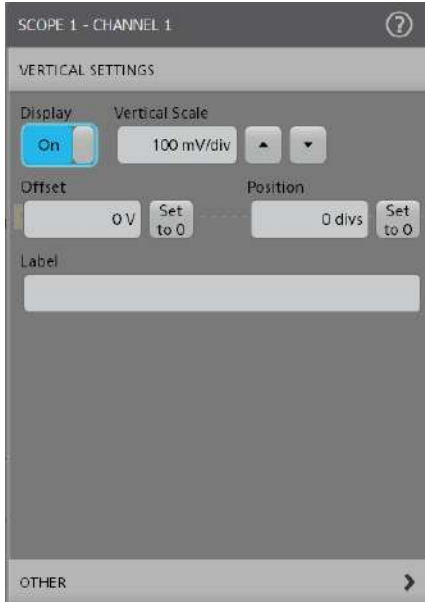 SCOPE 1 - CHANNEL 1 ?
VERTICAL SETTINGS
Display Vertical Scale
On 100 mV/div
Offset Position
0 V Set to 0 0 divs Set to 0
Label
OTHER